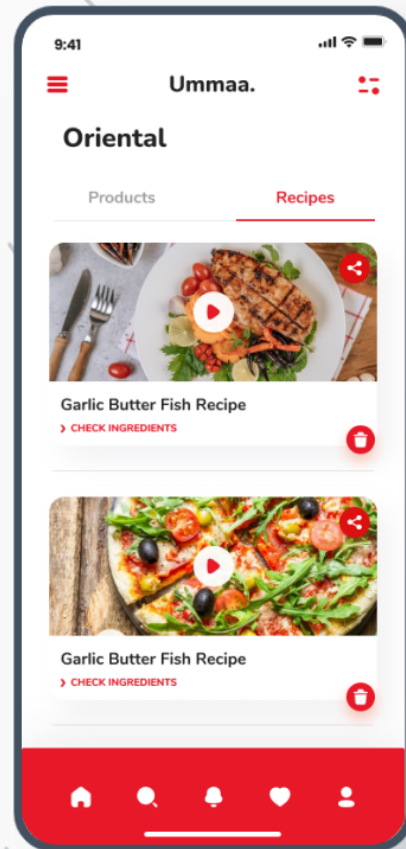 9:41
Ummaa.
Oriental
Products
Recipes
Garlic Butter Fish Recipe
CHECK INGREDIENTS
Garlic Butter Fish Recipe
CHECK INGREDIENTS